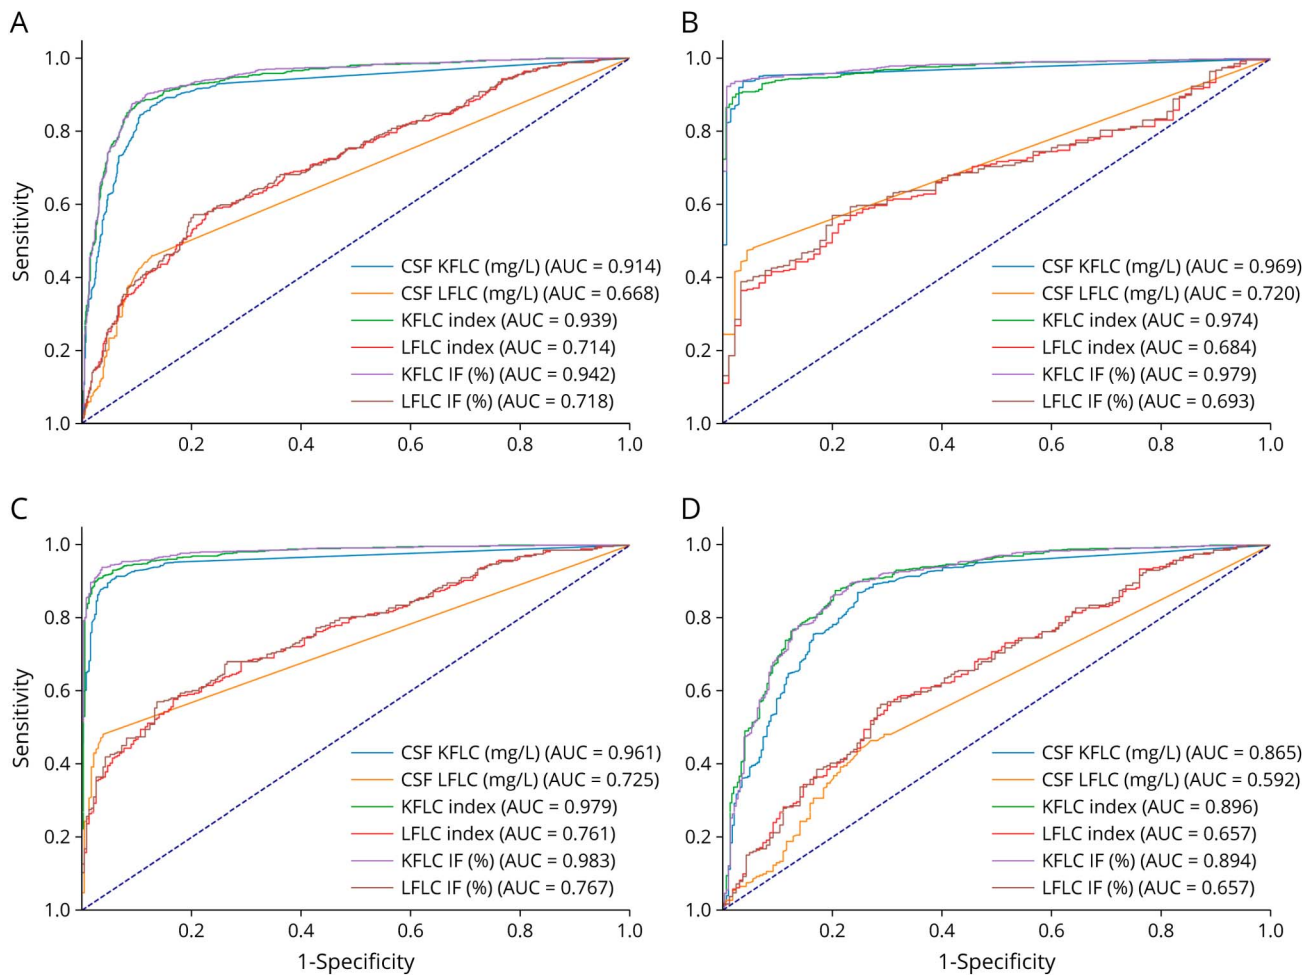 A
Sensitivity
1.0
0.8
0.6
0.4
0.2
1.0
CSF KFLC (mg/L) (AUC = 0.914)
CSF LFLC (mg/L) (AUC = 0.668)
KFLC index (AUC = 0.939)
LFLC index (AUC = 0.714)
KFLC IF (%) (AUC = 0.942)
LFLC IF (%) (AUC = 0.718)
0.2 0.4 0.6 0.8 1.0
B
1.0
0.8
0.6
0.4
0.2
1.0
CSF KFLC (mg/L) (AUC = 0.969)
CSF LFLC (mg/L) (AUC = 0.720)
KFLC index (AUC = 0.974)
LFLC index (AUC = 0.684)
KFLC IF (%) (AUC = 0.979)
LFLC IF (%) (AUC = 0.693)
0.2 0.4 0.6 0.8 1.0
C
Sensitivity
1.0
0.8
0.6
0.4
0.2
1.0
CSF KFLC (mg/L) (AUC = 0.961)
CSF LFLC (mg/L) (AUC = 0.725)
KFLC index (AUC = 0.979)
LFLC index (AUC = 0.761)
KFLC IF (%) (AUC = 0.983)
LFLC IF (%) (AUC = 0.767)
0.2 0.4 0.6 0.8 1.0
1-Specificity
D
1.0
0.8
0.6
0.4
0.2
1.0
CSF KFLC (mg/L) (AUC = 0.865)
CSF LFLC (mg/L) (AUC = 0.592)
KFLC index (AUC = 0.896)
LFLC index (AUC = 0.657)
KFLC IF (%) (AUC = 0.894)
LFLC IF (%) (AUC = 0.657)
0.2 0.4 0.6 0.8 1.0
1-Specificity